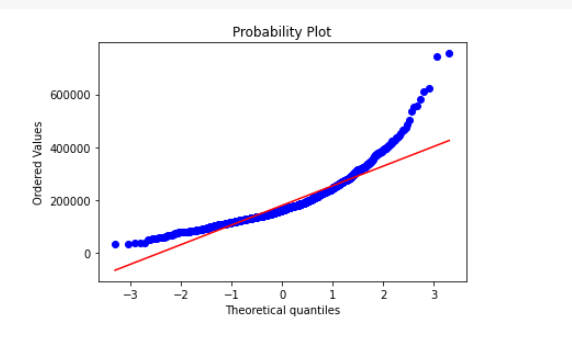 Probability Plot
600000
400000
200000
0
Ordered Values
−3 −2 −1 0 1 2 3
Theoretical quantiles